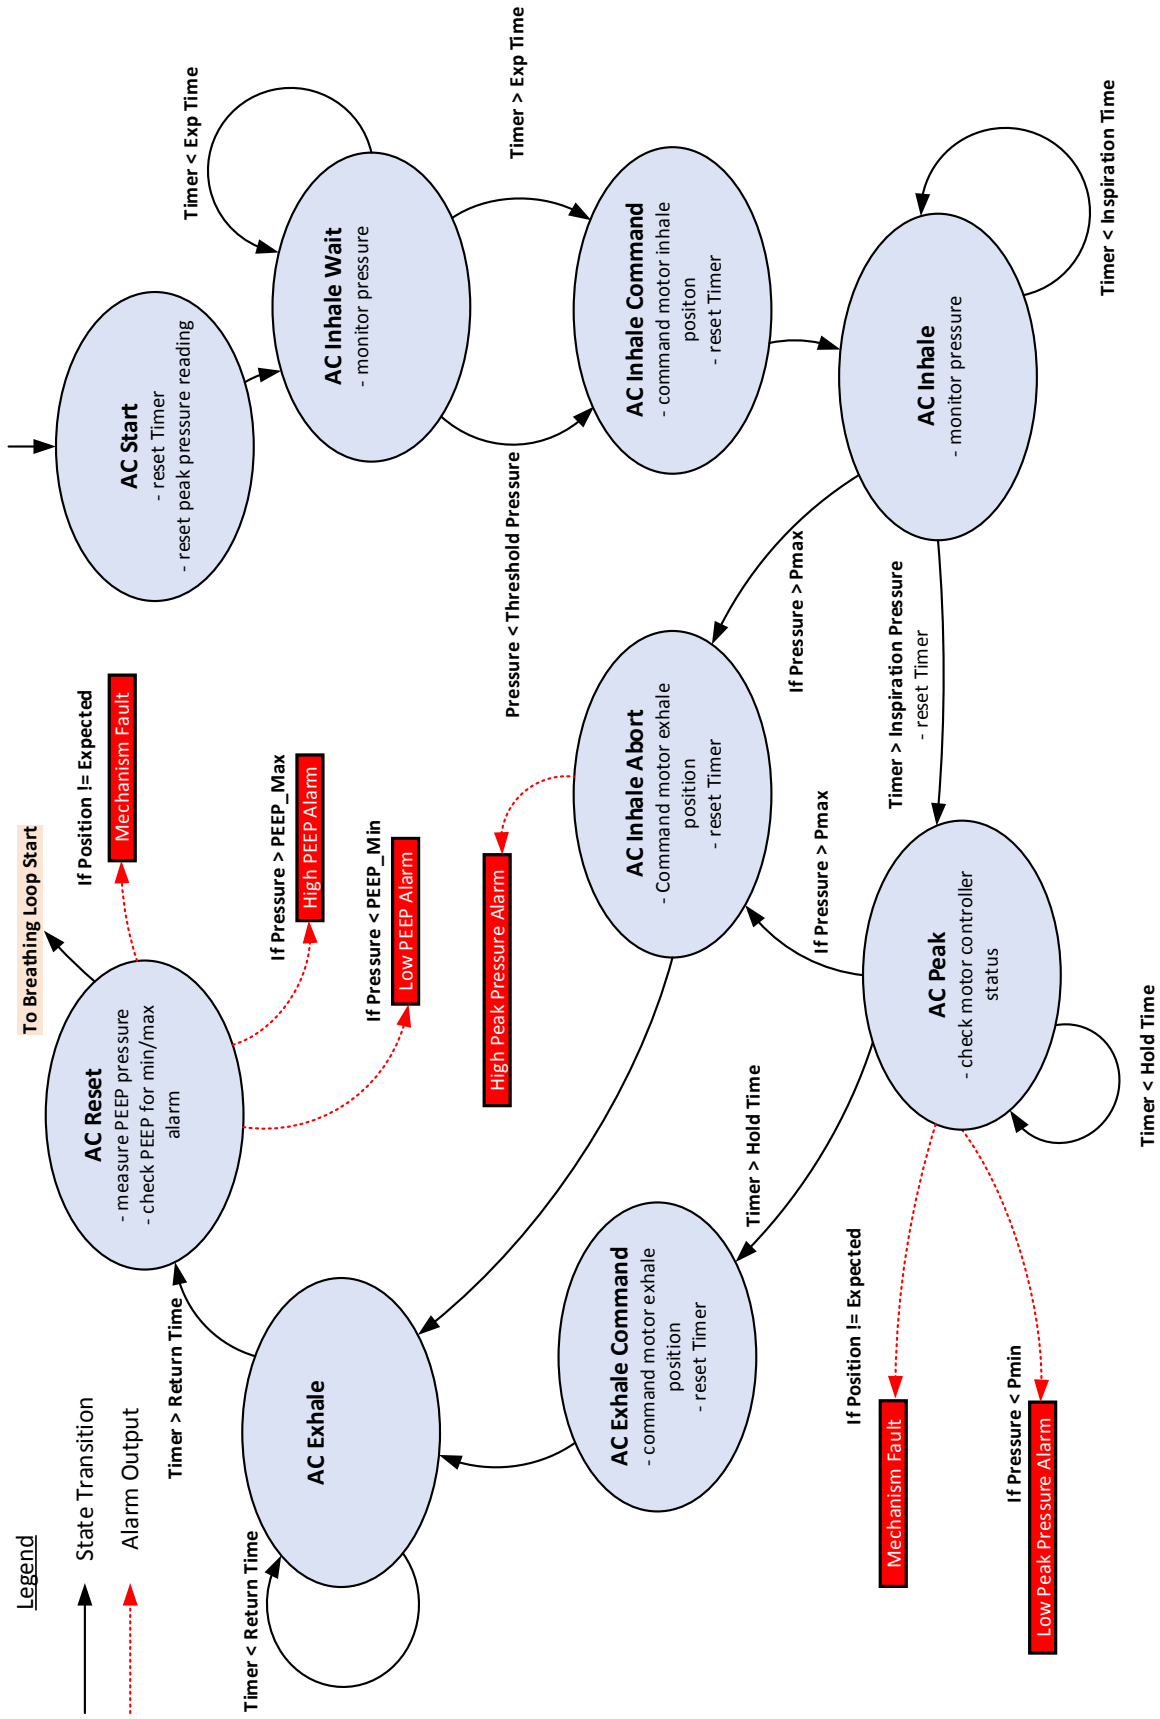 Legend
State Transition
Alarm Output
To Breathing Loop Start
AC Reset
- measure PEEP pressure
- check PEEP for min/max
alarm
If Position != Expected
Mechanism Fault
If Pressure > PEEP_Max
High PEEP Alarm
If Pressure < PEEP_Min
Low PEEP Alarm
AC Start
- reset Timer
- reset peak pressure reading
Timer < Exp Time
AC Inhale Wait
- monitor pressure
Timer > Exp Time
Pressure < Threshold Pressure
AC Inhale Command
- command motor inhale
positon
- reset Timer
AC Inhale
- monitor pressure
Timer < Inspiration Time
If Pressure > Pmax
Timer > Inspiration Pressure
- reset Timer
AC Inhale Abort
- Command motor exhale
position
- reset Timer
High Peak Pressure Alarm
If Pressure > Pmax
AC Peak
- check motor controller
status
Timer < Hold Time
Timer > Hold Time
If Position != Expected
Mechanism Fault
If Pressure < Pmin
Low Peak Pressure Alarm
AC Exhale Command
- command motor exhale
position
- reset Timer
AC Exhale
Timer < Return Time
Timer > Return Time